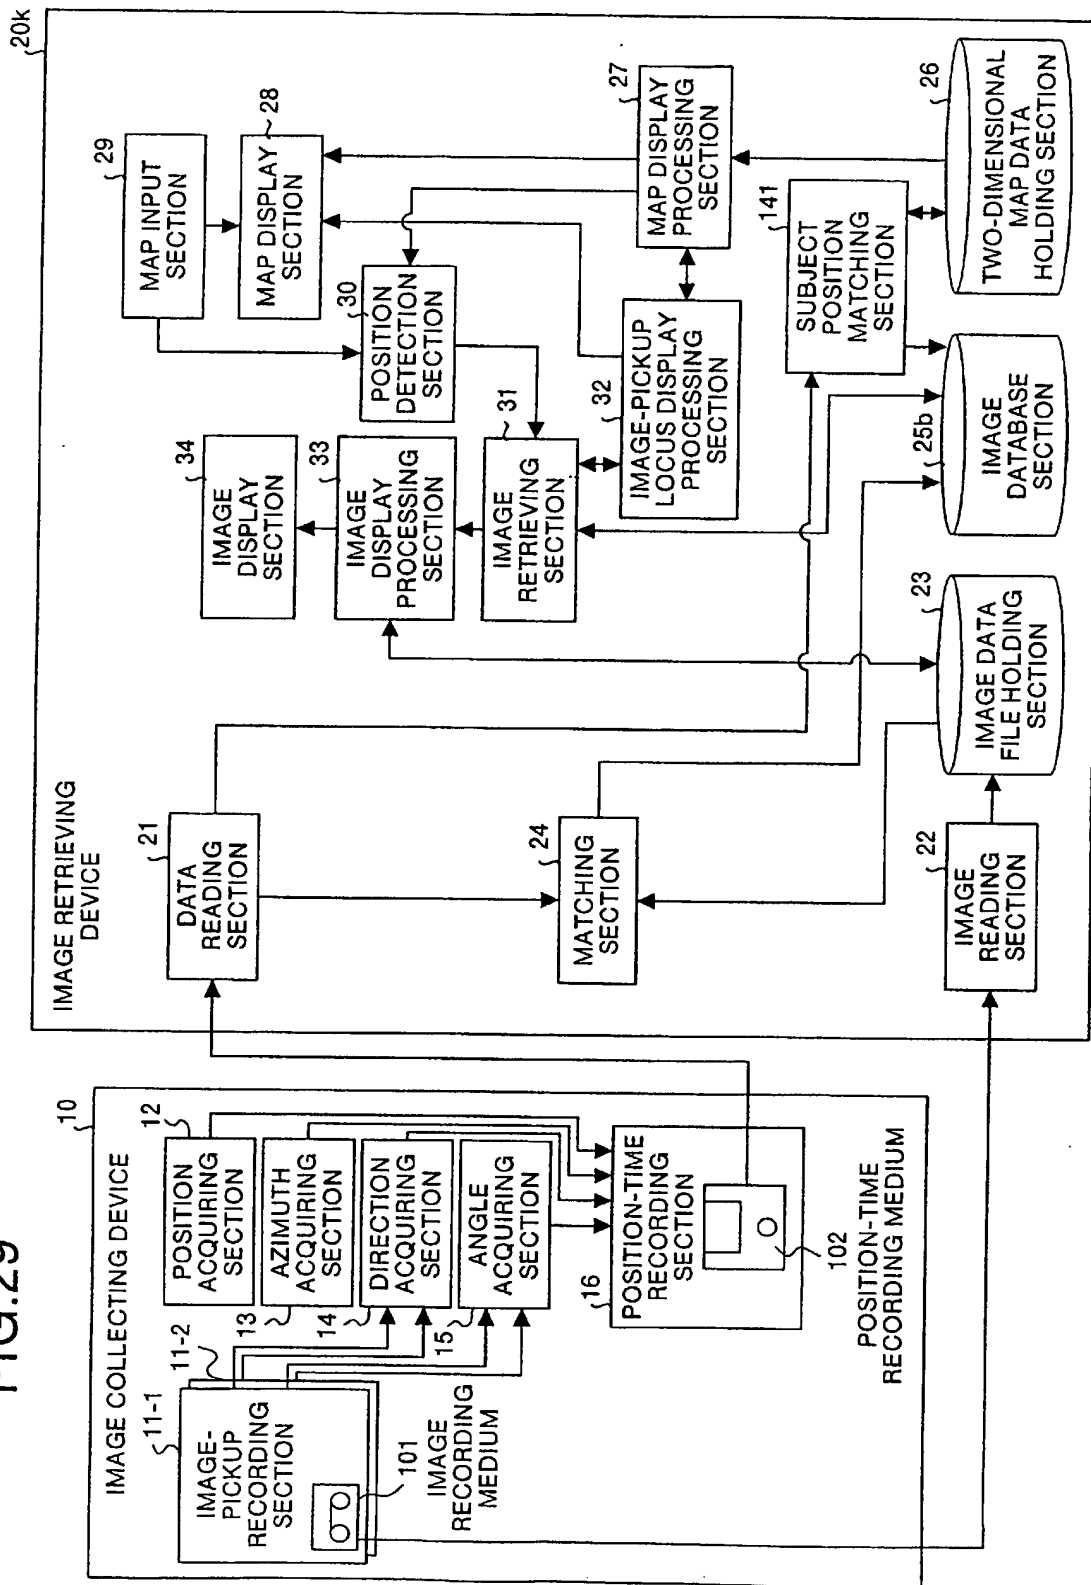 FIG.29
10
IMAGE COLLECTING DEVICE
11-1
11-2
IMAGE-
PICKUP
RECORDING
SECTION
101
IMAGE
RECORDING
MEDIUM
12
POSITION
ACQUIRING
SECTION
13
AZIMUTH
ACQUIRING
SECTION
14
DIRECTION
ACQUIRING
SECTION
15
ANGLE
ACQUIRING
SECTION
16
POSITION-TIME
RECORDING
SECTION
102
POSITION-TIME
RECORDING MEDIUM
20k
IMAGE RETRIEVING
DEVICE
21
DATA
READING
SECTION
24
MATCHING
SECTION
22
IMAGE
READING
SECTION
23
IMAGE DATA
FILE HOLDING
SECTION
34
IMAGE
DISPLAY
SECTION
33
IMAGE
DISPLAY
PROCESSING
SECTION
31
IMAGE
RETRIEVING
SECTION
25b
IMAGE
DATABASE
SECTION
29
MAP INPUT
SECTION
28
MAP DISPLAY
SECTION
30
POSITION
DETECTION
SECTION
32
IMAGE-PICKUP
LOCUS DISPLAY
PROCESSING
SECTION
27
MAP DISPLAY
PROCESSING
SECTION
141
SUBJECT
POSITION
MATCHING
SECTION
26
TWO-DIMENSIONAL
MAP DATA
HOLDING SECTION